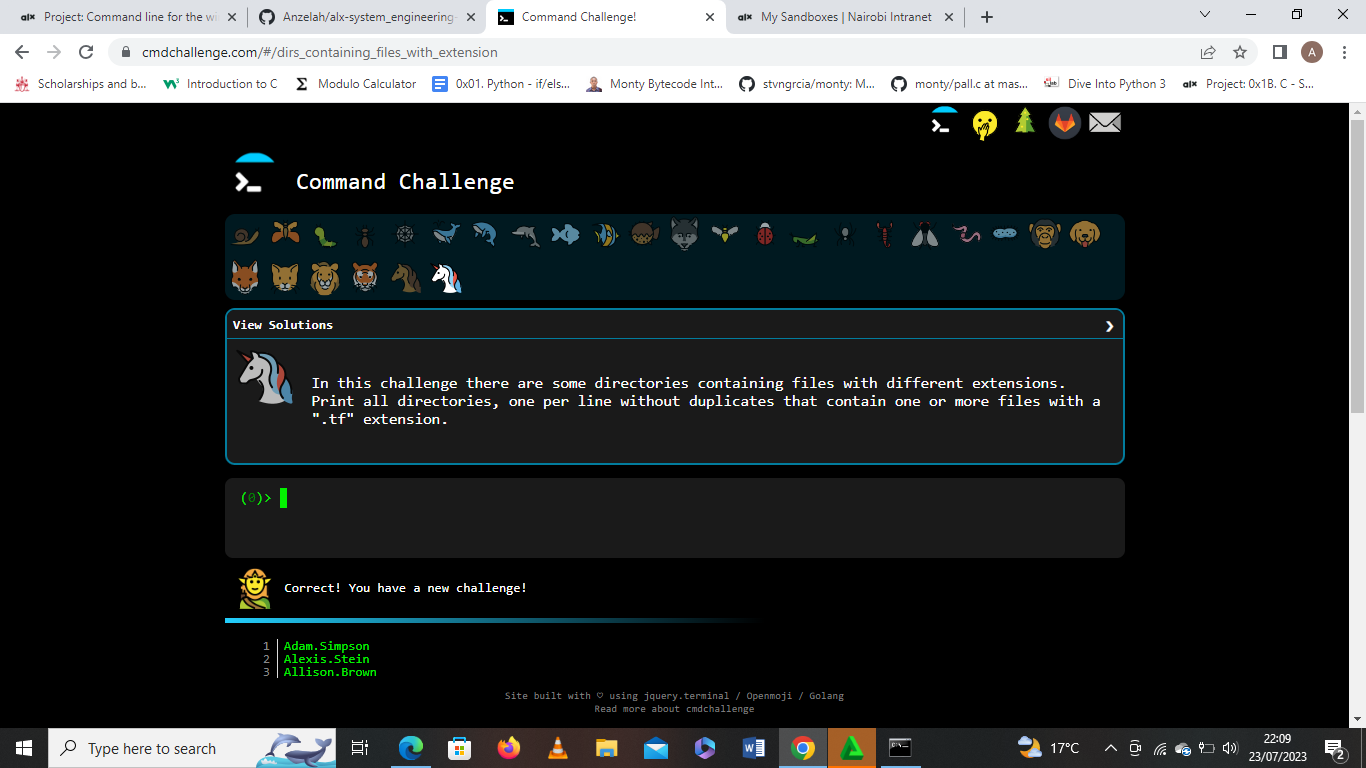 Project: Command line for the wi
Anzelah/alx-system_engineering-
Command Challenge!
My Sandboxes | Nairobi Intranet
cmdchallenge.com/#/dirs_containing_files_with_extension
A
Scholarships and b...
Introduction to C
Modulo Calculator
0x01. Python - if/els...
Monty Bytecode Int...
stvngrcia/monty: M...
monty/pall.c at mas...
Dive Into Python 3
Project: 0x1B. C - S...
Command Challenge
View Solutions
In this challenge there are some directories containing files with different extensions.
Print all directories, one per line without duplicates that contain one or more files with a
".tf" extension.
(0)>
Correct! You have a new challenge!
1 Adam.Simpson
2 Alexis.Stein
3 Allison.Brown
Site built with ♡ using jquery.terminal / Openmoji / Golang
Read more about cmdchallenge
Type here to search
17°C
22:09
23/07/2023
2